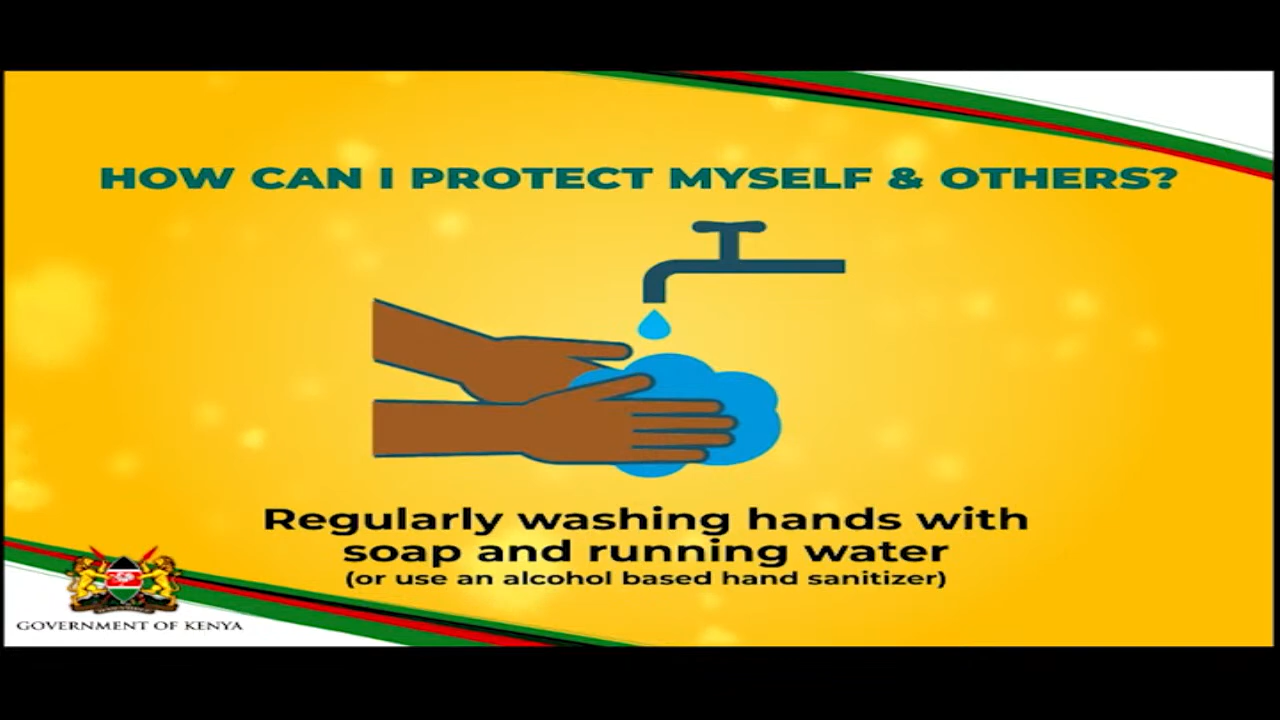 HOW CAN I PROTECT MYSELF & OTHERS?
Regularly washing hands with
soap and running water
(or use an alcohol based hand sanitizer)
GOVERNMENT OF KENYA